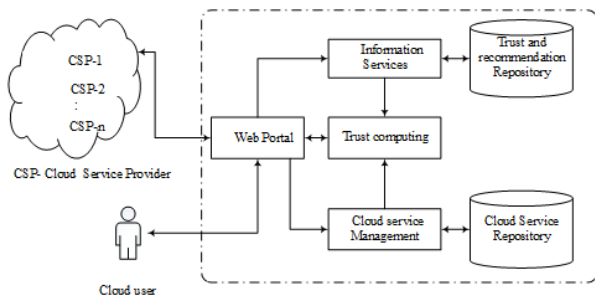 CSP-1
CSP-2
:
CSP-n
CSP- Cloud Service Provider
Cloud user
Web Portal
Information
Services
Trust computing
Cloud service
Management
Trust and
recommendation
Repository
Cloud Service
Repository